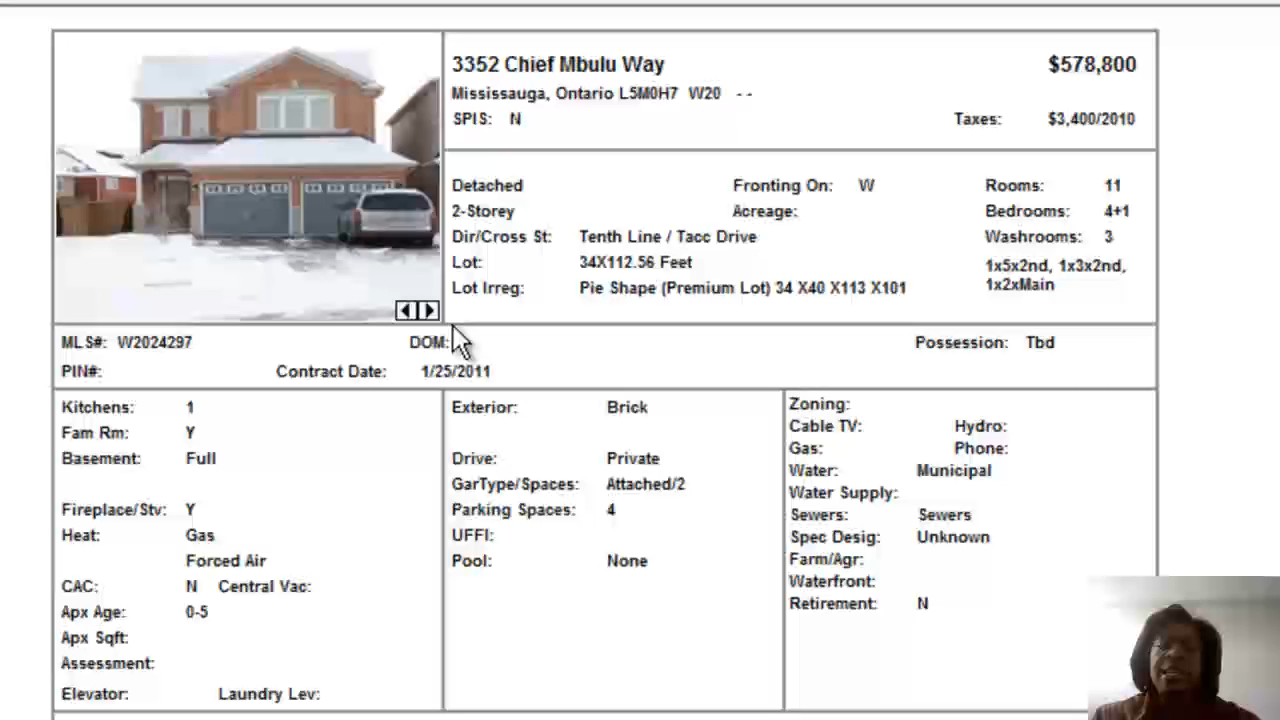 3352 Chief Mbulu Way $578,800
Mississauga, Ontario L5M0H7 W20 - -
SPIS: N Taxes: $3,400/2010
Detached Fronting On: W Rooms: 11
2-Storey Acreage: Bedrooms: 4+1
Dir/Cross St: Tenth Line / Tacc Drive Washrooms: 3
Lot: 34X112.56 Feet 1x5x2nd, 1x3x2nd,
Lot Irreg: Pie Shape (Premium Lot) 34 X40 X113 X101 1x2xMain
MLS#: W2024297 DOM: Possession: Tbd
PIN#: Contract Date: 1/25/2011
Kitchens: 1
Fam Rm: Y
Basement: Full
Fireplace/Stv: Y
Heat: Gas
Forced Air
CAC: N Central Vac:
Apx Age: 0-5
Apx Sqft:
Assessment:
Elevator: Laundry Lev:
Exterior: Brick
Drive: Private
GarType/Spaces: Attached/2
Parking Spaces: 4
UFFI:
Pool: None
Zoning:
Cable TV: Hydro:
Gas: Phone:
Water: Municipal
Water Supply:
Sewers: Sewers
Spec Desig: Unknown
Farm/Agr:
Waterfront:
Retirement: N